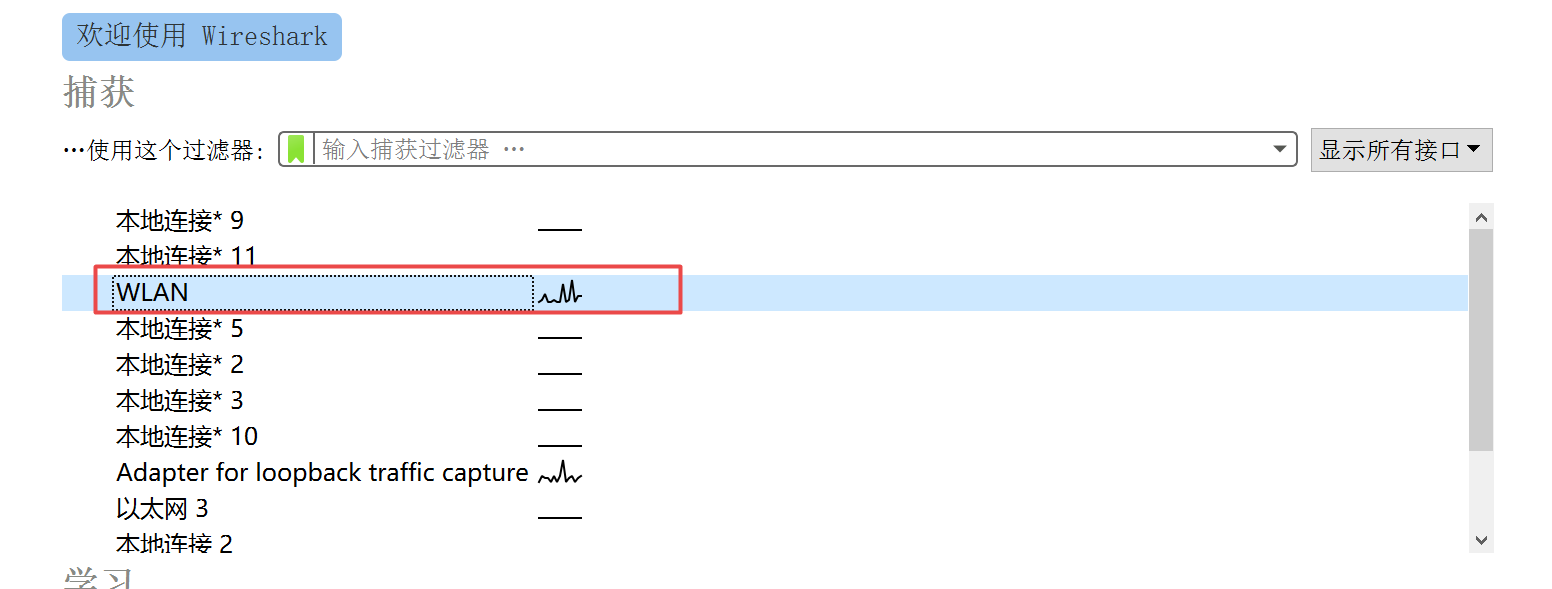 欢迎使用 Wireshark
捕获
…使用这个过滤器： 输入捕获过滤器 … 显示所有接口
本地连接* 9
本地连接* 11
WLAN
本地连接* 5
本地连接* 2
本地连接* 3
本地连接* 10
Adapter for loopback traffic capture
以太网 3
本地连接 2
学习